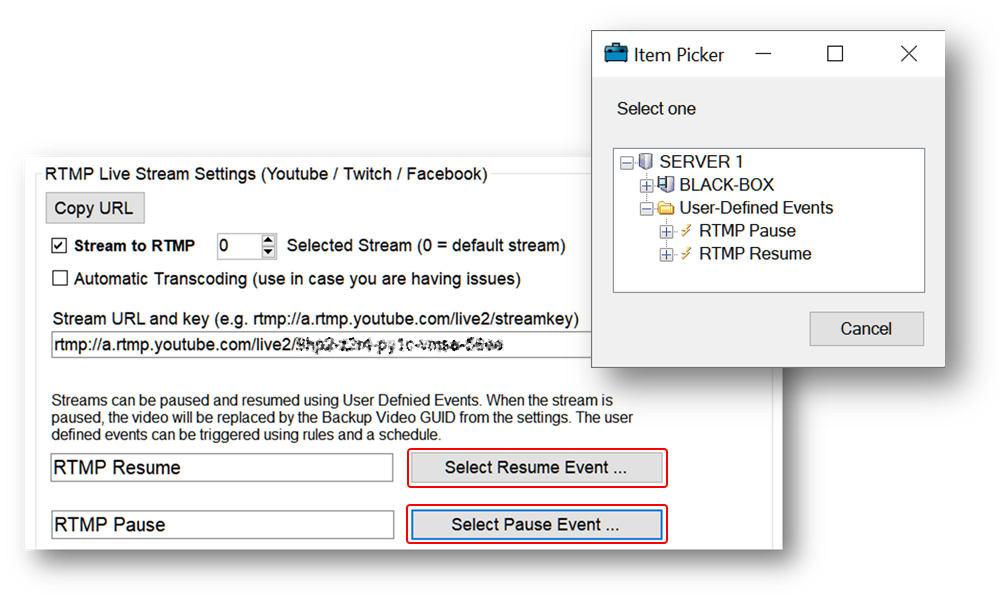 Item Picker
Select one
SERVER 1
BLACK-BOX
User-Defined Events
RTMP Pause
RTMP Resume
Cancel
RTMP Live Stream Settings (Youtube / Twitch / Facebook)
Copy URL
Stream to RTMP 0 Selected Stream (0 = default stream)
Automatic Transcoding (use in case you are having issues)
Stream URL and key (e.g. rtmp://a.rtmp.youtube.com/live2/streamkey)
rtmp://a.rtmp.youtube.com/live2/
Streams can be paused and resumed using User Defnied Events. When the stream is
paused, the video will be replaced by the Backup Video GUID from the settings. The user
defined events can be triggered using rules and a schedule.
RTMP Resume Select Resume Event ...
RTMP Pause Select Pause Event ...